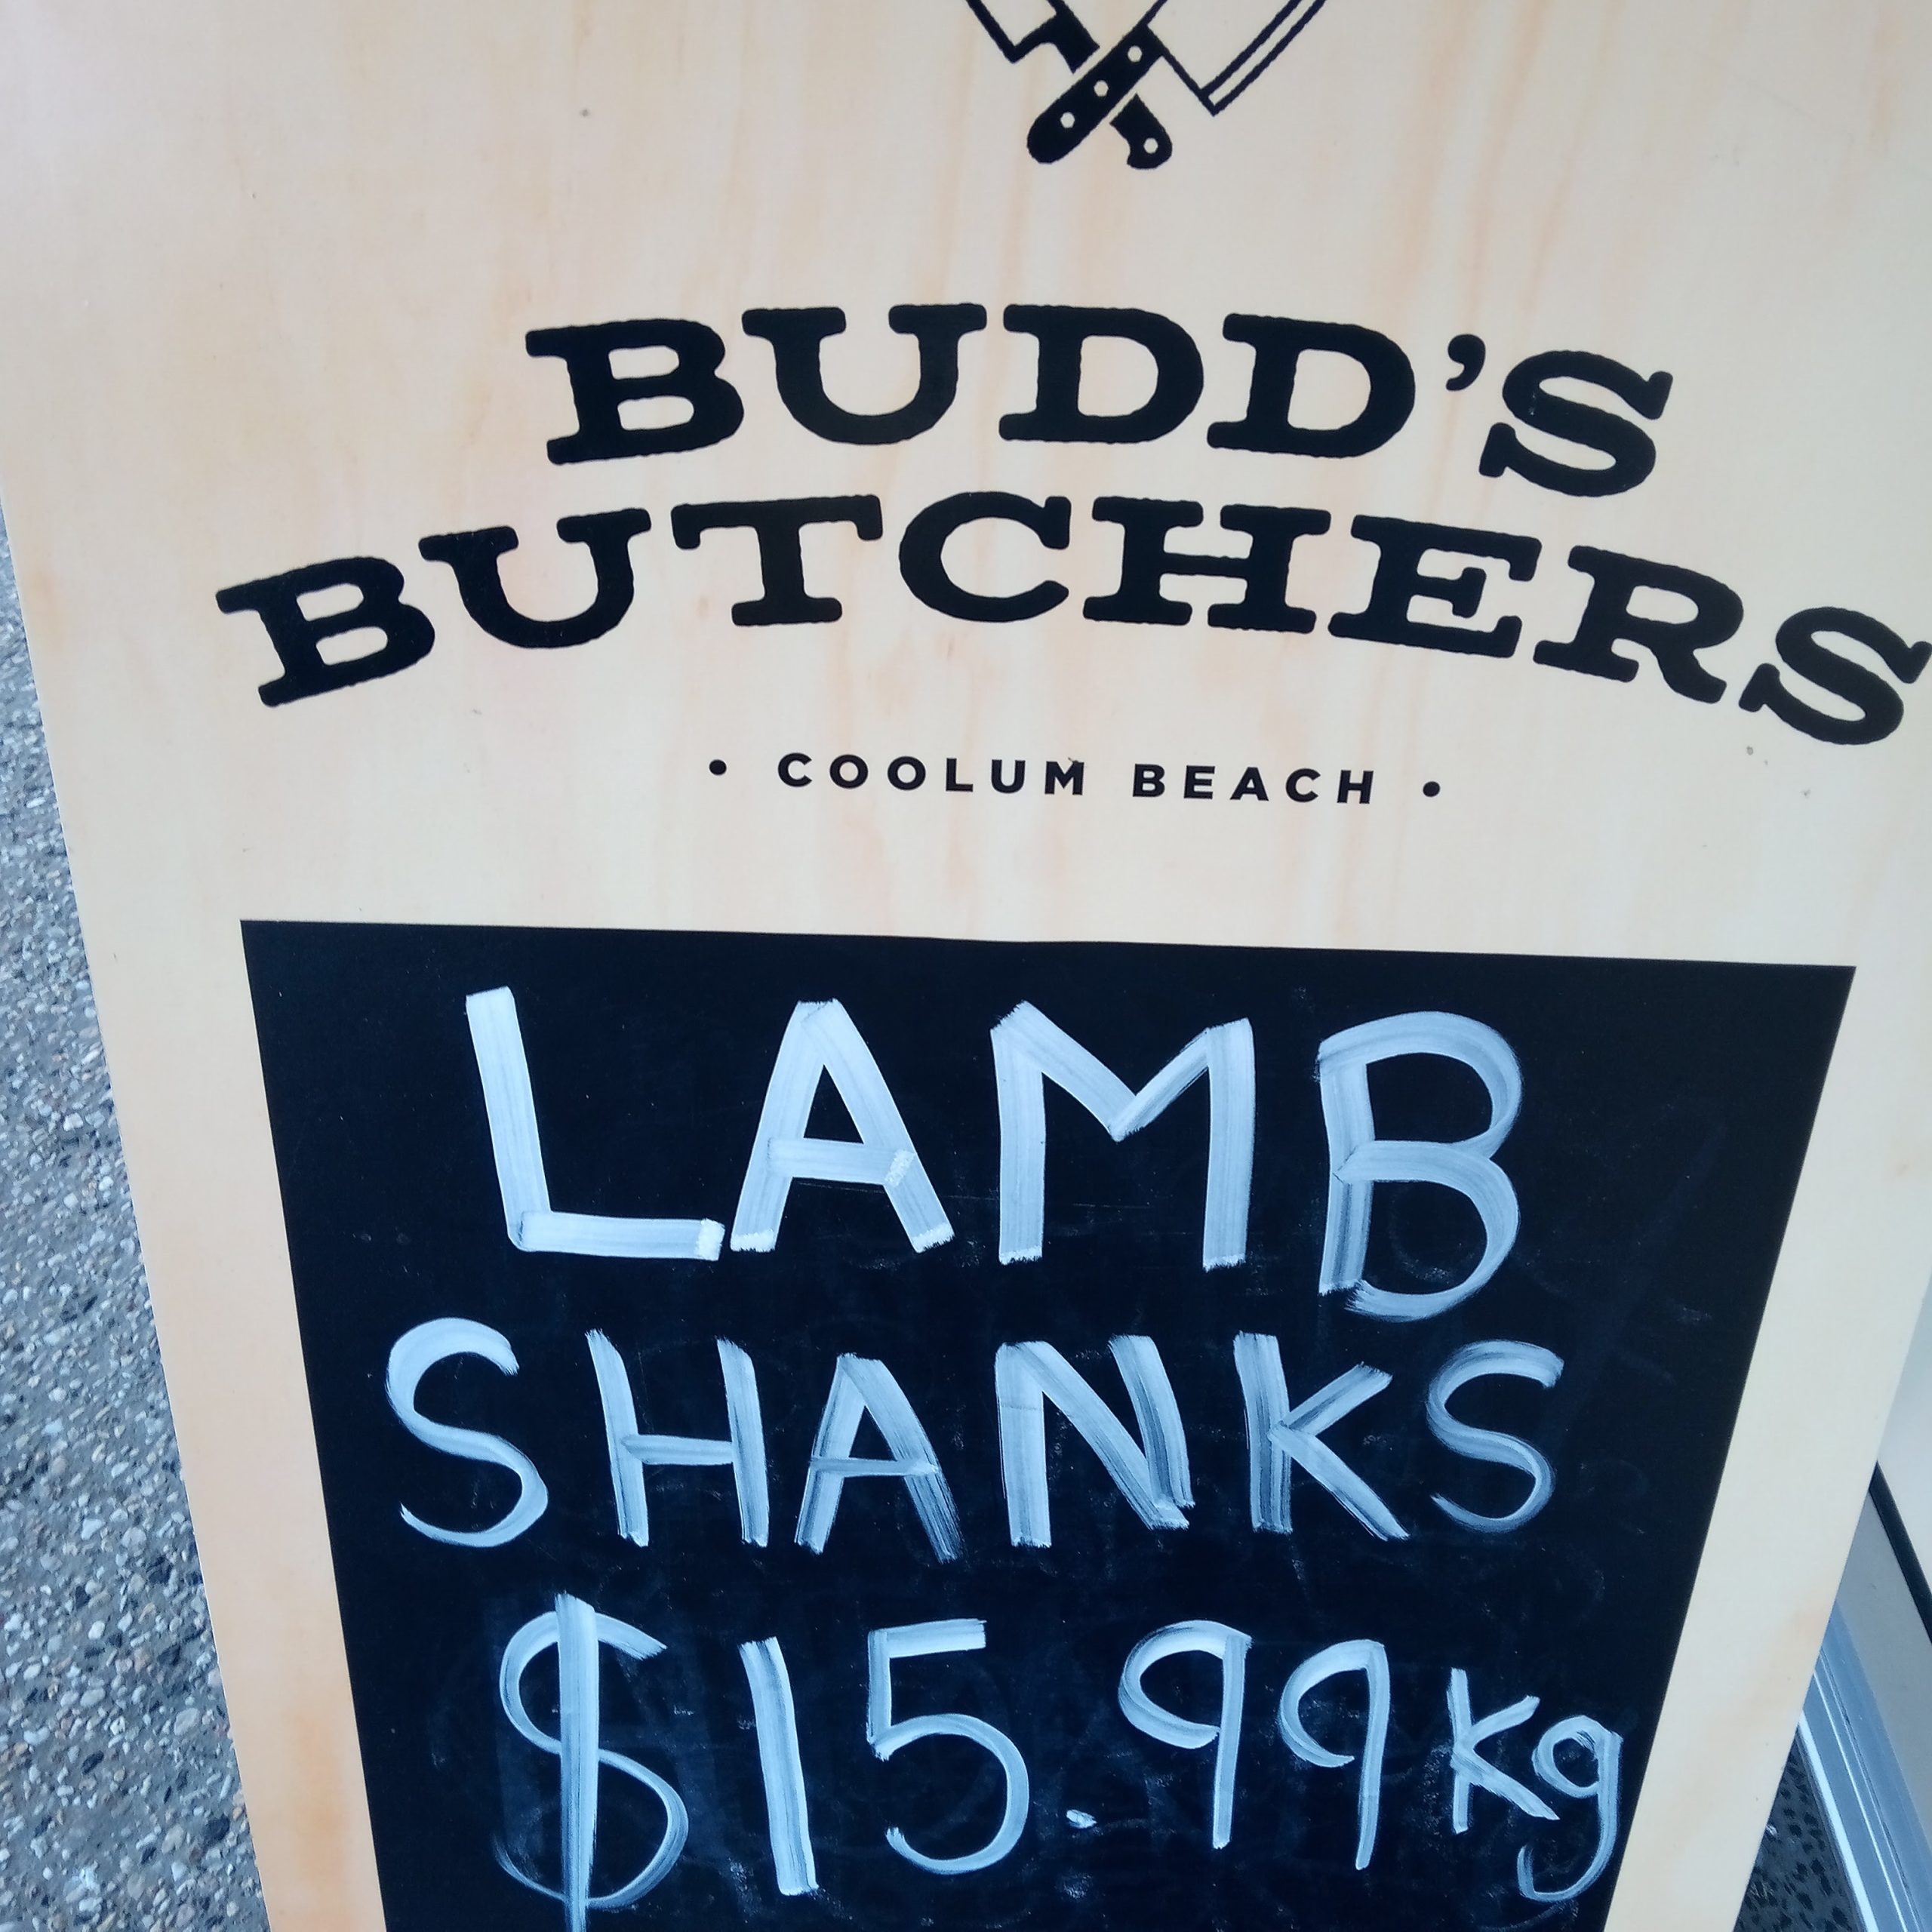 BUDD'S
BUTCHERS
• COOLUM BEACH •
LAMB
SHANKS
$15.99kg